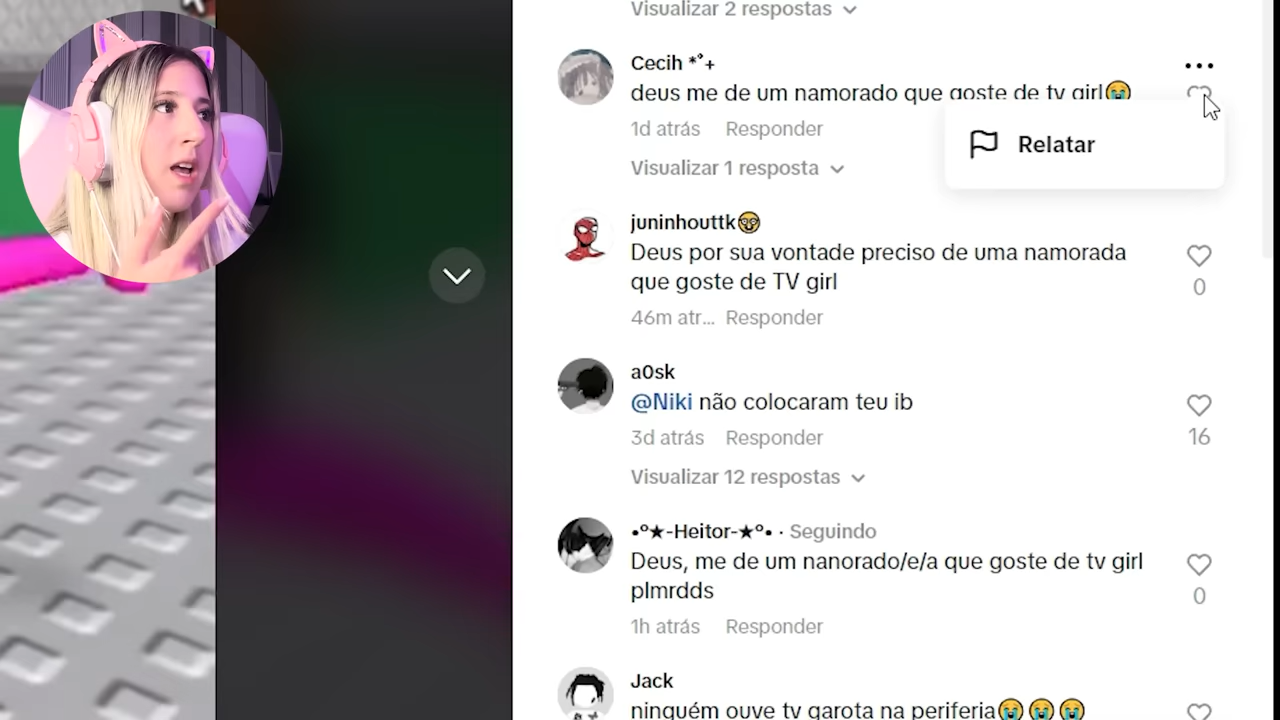 Visualizar 2 respostas
Cecih *˚₊
deus me de um namorado que goste de tv girl😭
1d atrás Responder
Relatar
Visualizar 1 resposta
juninhouttk🤓
Deus por sua vontade preciso de uma namorada
que goste de TV girl
0
46m atr... Responder
a0sk
@Niki não colocaram teu ib
16
3d atrás Responder
Visualizar 12 respostas
•°★-Heitor-★°• · Seguindo
Deus, me de um nanorado/e/a que goste de tv girl
plmrdds
0
1h atrás Responder
Jack
ninguém ouve tv garota na periferia😭😭😭